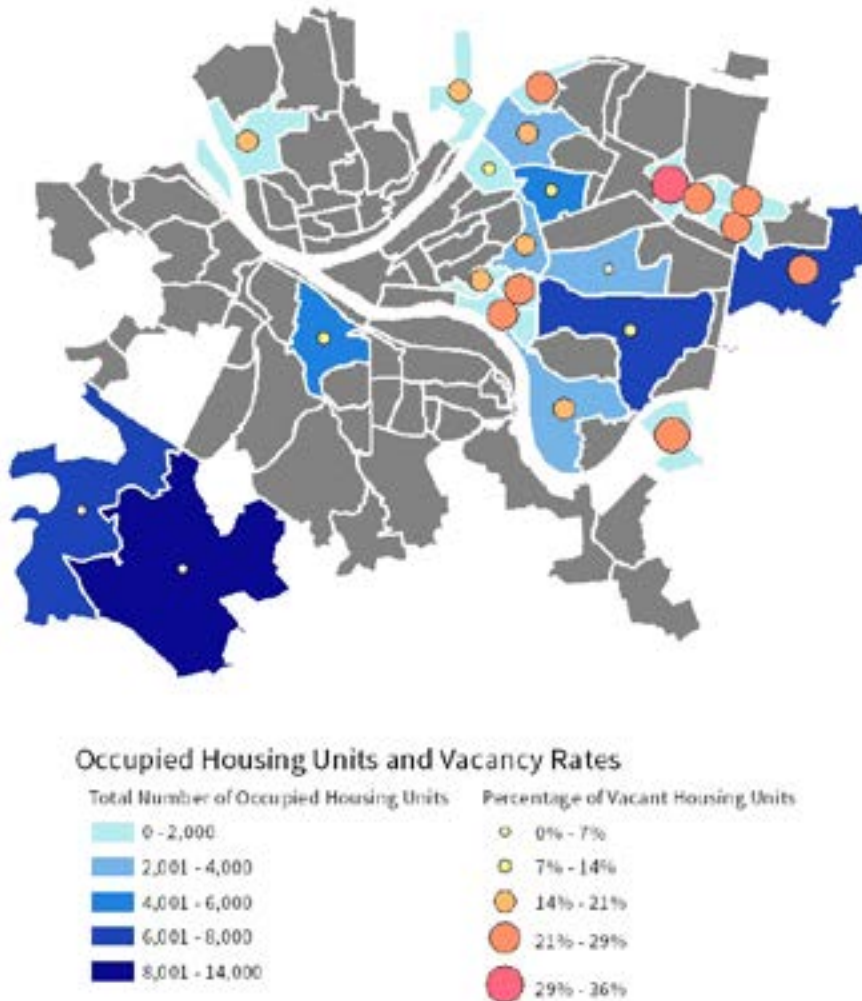 Occupied Housing Units and Vacancy Rates
Total Number of Occupied Housing Units
0 - 2,000
2,001 - 4,000
4,001 - 6,000
6,001 - 8,000
8,001 - 14,000
Percentage of Vacant Housing Units
0% - 7%
7% - 14%
14% - 21%
21% - 29%
29% - 36%